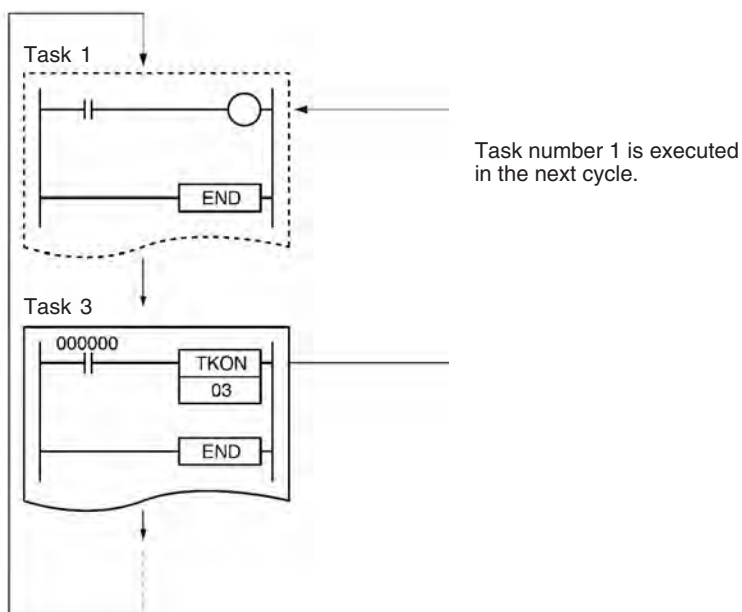 Task 1
END
Task number 1 is executed
in the next cycle.
Task 3
000000
TKON
03
END